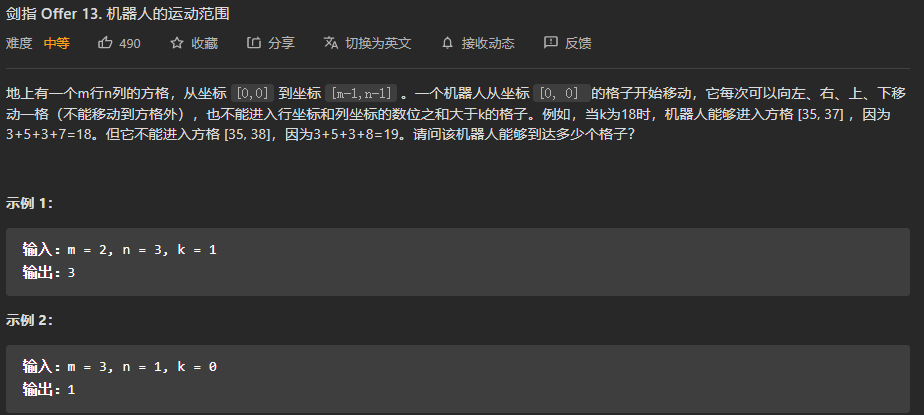 剑指 Offer 13. 机器人的运动范围
难度 中等 490 收藏 分享 切换为英文 接收动态 反馈
地上有一个m行n列的方格，从坐标 [0,0] 到坐标 [m-1,n-1] 。一个机器人从坐标 [0, 0] 的格子开始移动，它每次可以向左、右、上、下移
动一格（不能移动到方格外），也不能进入行坐标和列坐标的数位之和大于k的格子。例如，当k为18时，机器人能够进入方格 [35, 37] ，因为
3+5+3+7=18。但它不能进入方格 [35, 38]，因为3+5+3+8=19。请问该机器人能够到达多少个格子？
示例 1：
输入：m = 2, n = 3, k = 1
输出：3
示例 2：
输入：m = 3, n = 1, k = 0
输出：1